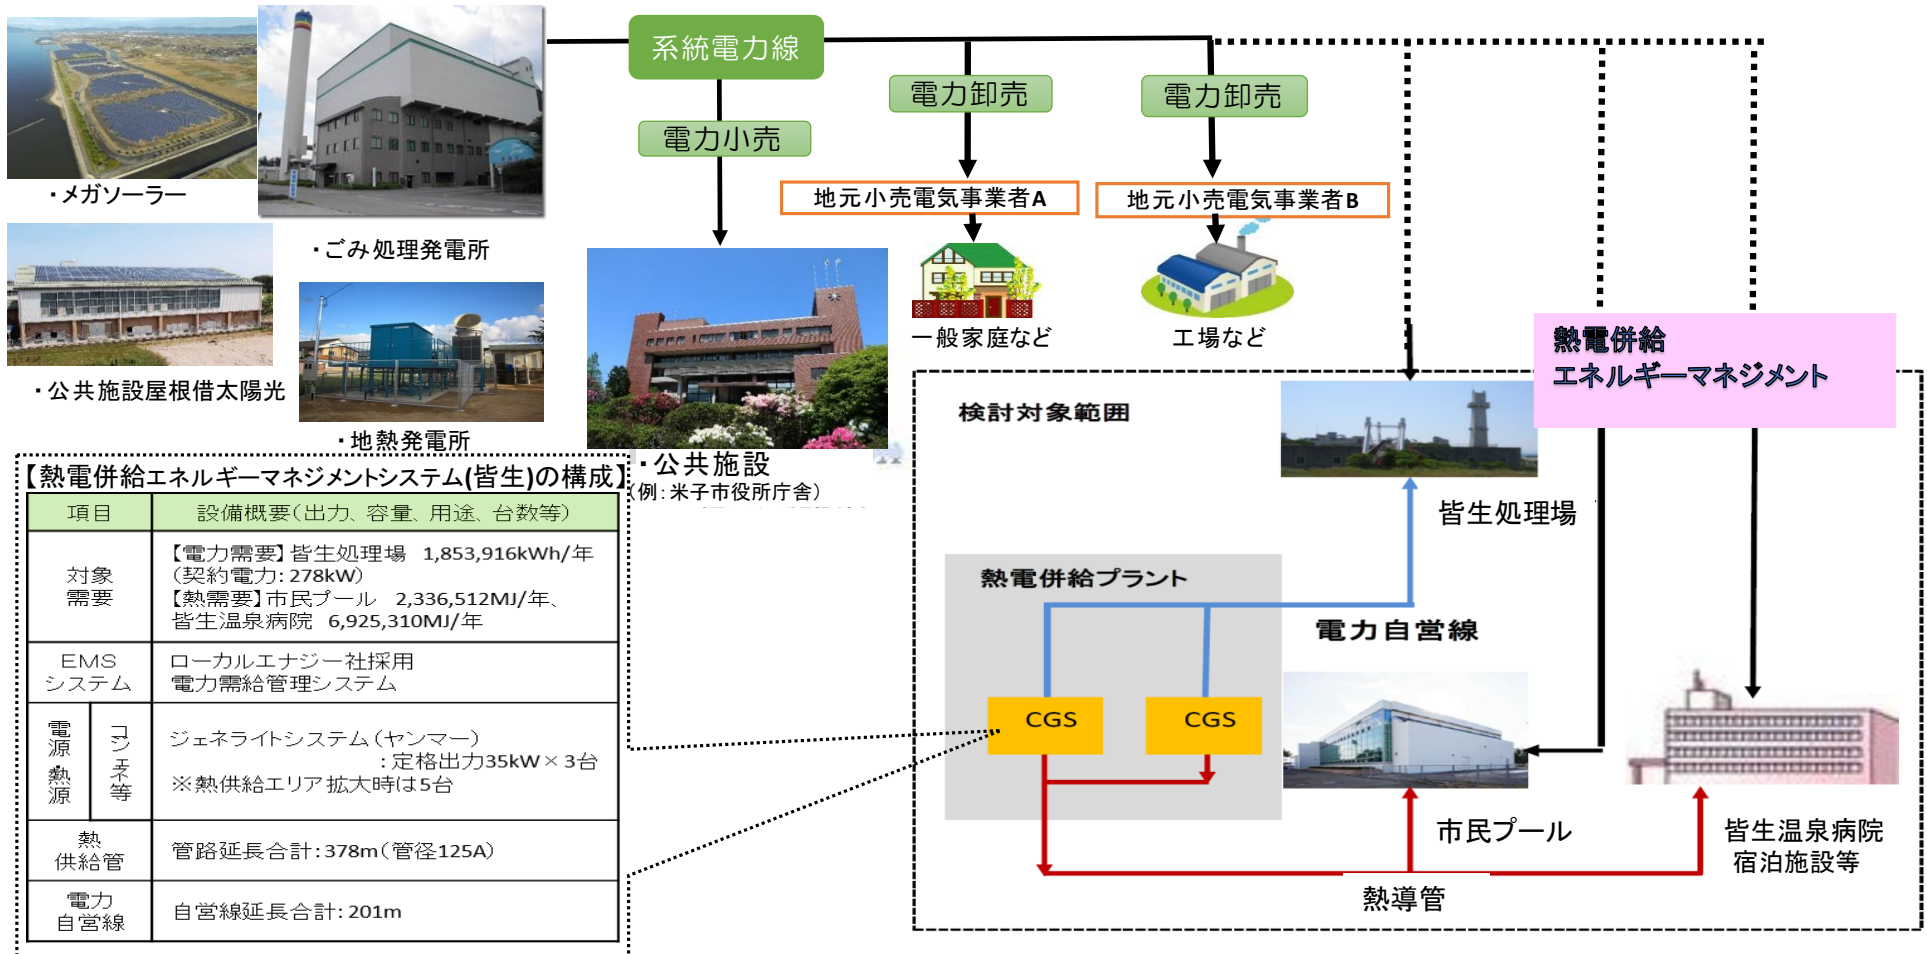 系統電力線
電力小売
電力卸売
電力卸売
地元小売電気事業者A
地元小売電気事業者B
・メガソーラー
・ごみ処理発電所
・公共施設屋根借太陽光
・地熱発電所
・公共施設
(例:米子市役所庁舎)
一般家庭など
工場など
熱電併給
エネルギーマネジメント
検討対象範囲
皆生処理場
熱電併給プラント
電力自営線
CGS
CGS
市民プール
皆生温泉病院
宿泊施設等
熱導管
【熱電併給エネルギーマネジメントシステム(皆生)の構成】
項目
設備概要(出力、容量、用途、台数等)
対象
需要
【電力需要】皆生処理場 1,853,916kWh/年
(契約電力:278kW)
【熱需要】市民プール 2,336,512MJ/年、
皆生温泉病院 6,925,310MJ/年
EMS
システム
ローカルエナジー社採用
電力需給管理システム
電源・熱源
コジェネ等
ジェネライトシステム(ヤンマー)
:定格出力35kW×3台
※熱供給エリア拡大時は5台
熱
供給管
管路延長合計:378m(管径125A)
電力
自営線
自営線延長合計:201m